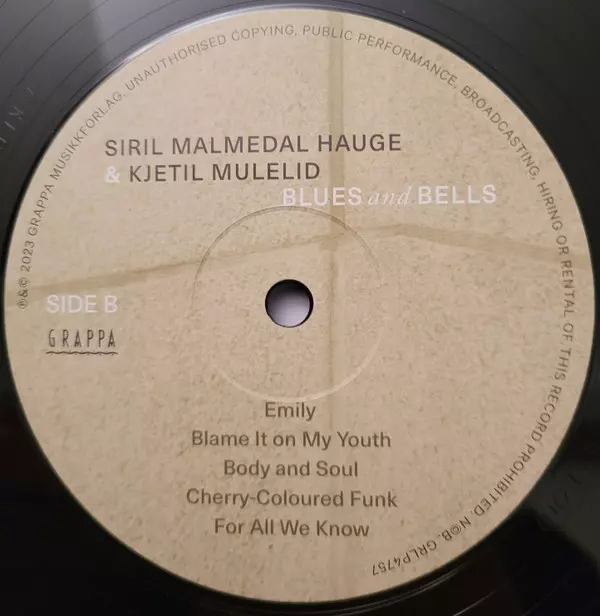 ℗&© 2023 GRAPPA MUSIKKFORLAG. UNAUTHORISED COPYING, PUBLIC PERFORMANCE, BROADCASTING, HIRING OR RENTAL OF THIS RECORD PROHIBITED. N©B. GRLP4757
SIRIL MALMEDAL HAUGE
& KJETIL MULELID
BLUES and BELLS
SIDE B
GRAPPA
Emily
Blame It on My Youth
Body and Soul
Cherry-Coloured Funk
For All We Know